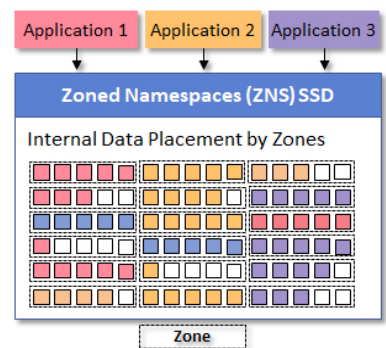 Application 1
Application 2
Application 3
Zoned Namespaces (ZNS) SSD
Internal Data Placement by Zones
Zone